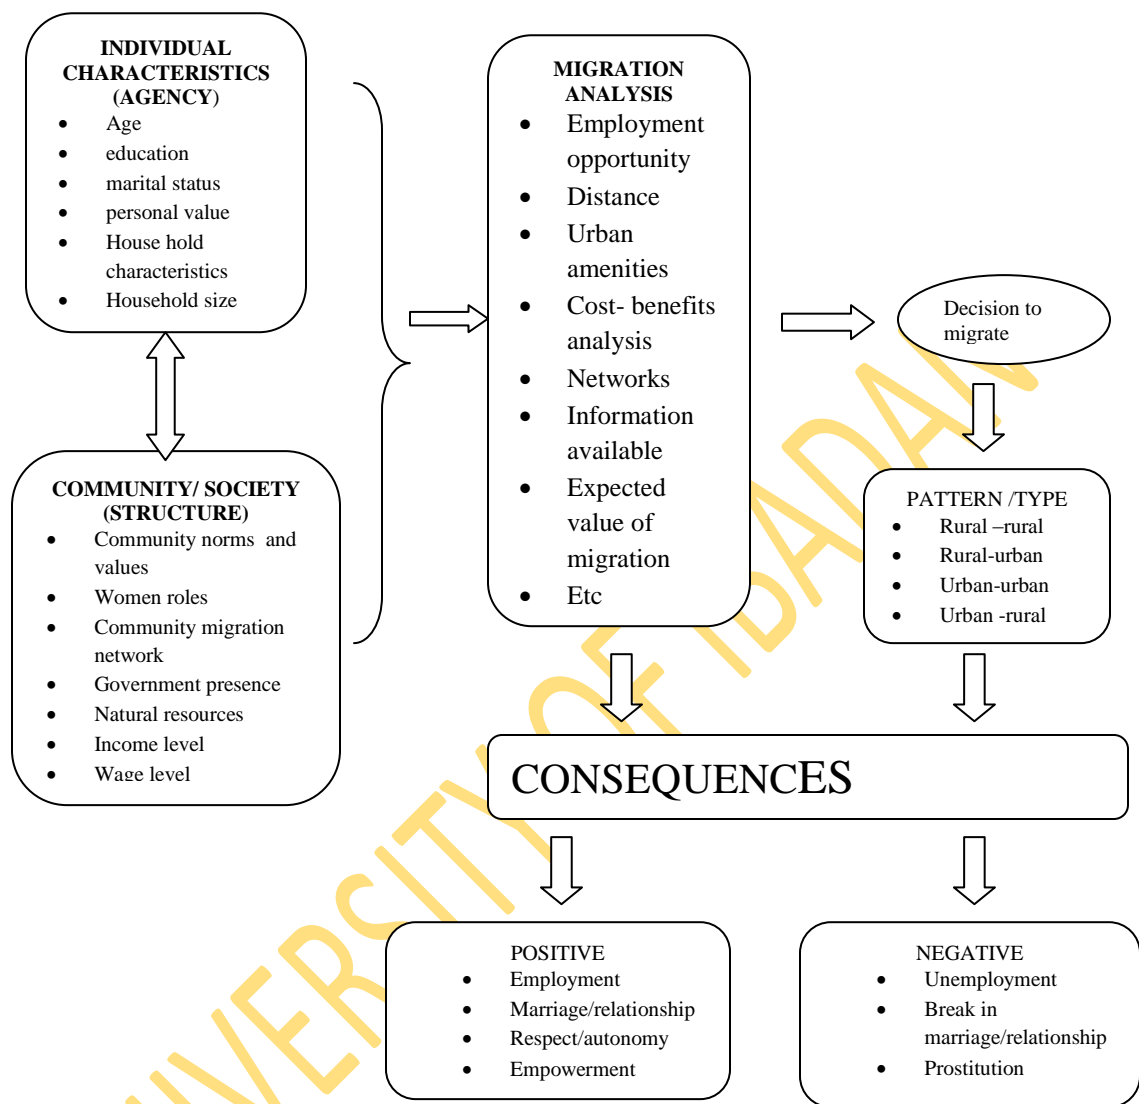 INDIVIDUAL
CHARACTERISTICS
(AGENCY)
• Age
• education
• marital status
• personal value
• House hold
characteristics
• Household size
COMMUNITY/ SOCIETY
(STRUCTURE)
• Community norms and
values
• Women roles
• Community migration
network
• Government presence
• Natural resources
• Income level
• Wage level
MIGRATION
ANALYSIS
• Employment
opportunity
• Distance
• Urban
amenities
• Cost- benefits
analysis
• Networks
• Information
available
• Expected
value of
migration
• Etc
Decision to
migrate
PATTERN /TYPE
• Rural –rural
• Rural-urban
• Urban-urban
• Urban -rural
CONSEQUENCES
POSITIVE
• Employment
• Marriage/relationship
• Respect/autonomy
• Empowerment
NEGATIVE
• Unemployment
• Break in
marriage/relationship
• Prostitution
IVERSITY OF IBADAN